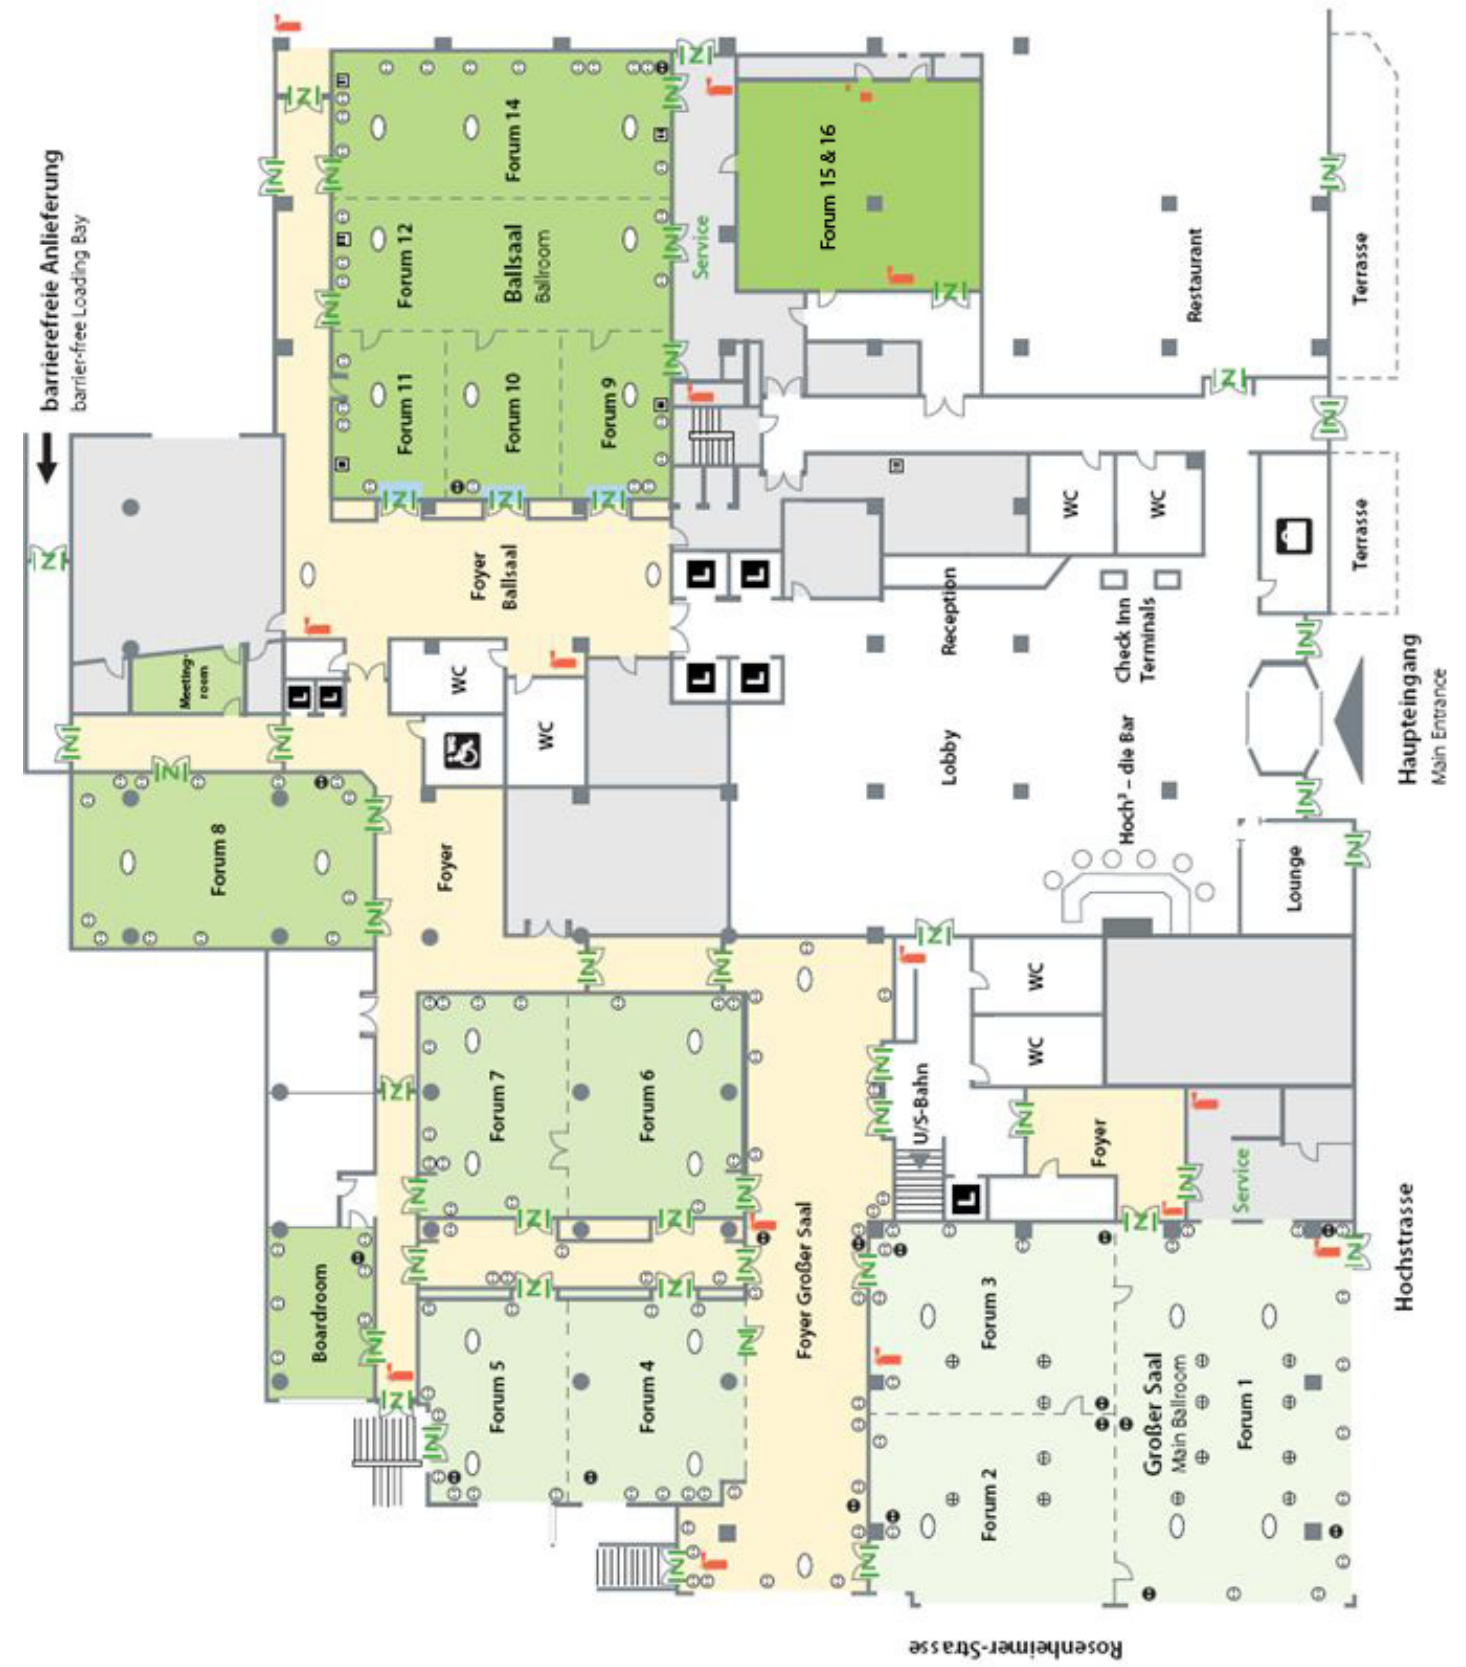 barrierefreie Anlieferung
barrier-free Loading Bay
Forum 14
Forum 12
Ballsaal
Ballroom
Forum 11
Forum 10
Forum 9
Service
Forum 15 & 16
Restaurant
Terrasse
Terrasse
Foyer
Ballsaal
Meeting-
room
WC
WC
WC
WC
WC
L
L
L
L
L
L
Reception
Check Inn
Terminals
Lobby
Hoch³ – die Bar
Haupteingang
Main Entrance
Lounge
Forum 8
Foyer
WC
WC
Forum 7
Forum 6
U/S-Bahn
Foyer
Service
L
Boardroom
Forum 5
Forum 4
Foyer Großer Saal
Forum 3
Großer Saal
Main Ballroom
Forum 1
Forum 2
Hochstrasse
Rosenheimer-Strasse